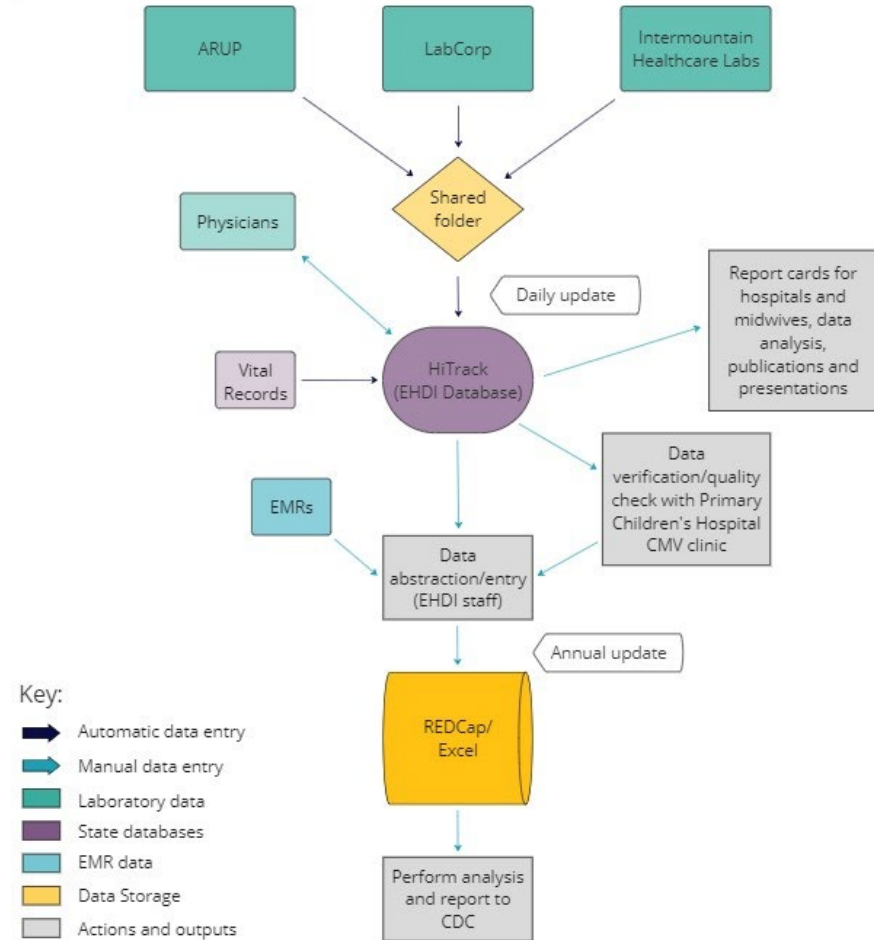 ARUP
LabCorp
Intermountain
Healthcare Labs
Shared
folder
Physicians
Daily update
Report cards for
hospitals and
midwives, data
analysis,
publications and
presentations
Vital
Records
HiTrack
(EHDI Database)
Data
verification/quality
check with Primary
Children's Hospital
CMV clinic
EMRs
Data
abstraction/entry
(EHDI staff)
Annual update
REDCap/
Excel
Perform analysis
and report to
CDC
Key:
Automatic data entry
Manual data entry
Laboratory data
State databases
EMR data
Data Storage
Actions and outputs